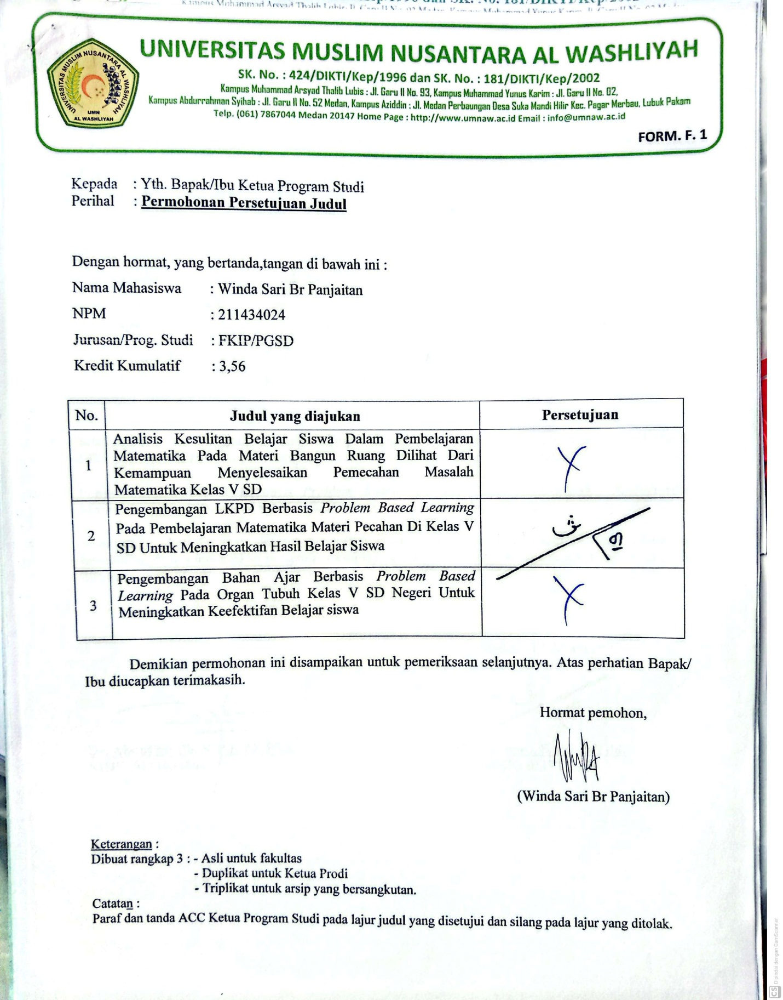 UNIVERSITAS MUSLIM NUSANTARA AL WASHLIYAH
UMN
AL WASHLIYAH
UNIVERSITAS MUSLIM NUSANTARA AL WASHLIYAH
SK. No. : 424/DIKTI/Kep/1996 dan SK. No. : 181/DIKTI/Kep/2002
Kampus Muhammad Arsyad Thalib Lubis : Jl. Garu II No. 93, Kampus Muhammad Yunus Karim : Jl. Garu II No. 02,
Kampus Abdurrahman Syihab : Jl. Garu II No. 52 Medan, Kampus Aziddin : Jl. Medan Perbaungan Desa Suka Mandi Hilir Kec. Pagar Merbau, Lubuk Pakam
Telp. (061) 7867044 Medan 20147 Home Page : http://www.umnaw.ac.id Email : info@umnaw.ac.id
FORM. F. 1
Kepada : Yth. Bapak/Ibu Ketua Program Studi
Perihal : Permohonan Persetujuan Judul
Dengan hormat, yang bertanda,tangan di bawah ini :
Nama Mahasiswa : Winda Sari Br Panjaitan
NPM : 211434024
Jurusan/Prog. Studi : FKIP/PGSD
Kredit Kumulatif : 3,56
No. Judul yang diajukan Persetujuan
1 Analisis Kesulitan Belajar Siswa Dalam Pembelajaran
Matematika Pada Materi Bangun Ruang Dilihat Dari
Kemampuan Menyelesaikan Pemecahan Masalah
Matematika Kelas V SD
2 Pengembangan LKPD Berbasis Problem Based Learning
Pada Pembelajaran Matematika Materi Pecahan Di Kelas V
SD Untuk Meningkatkan Hasil Belajar Siswa
3 Pengembangan Bahan Ajar Berbasis Problem Based
Learning Pada Organ Tubuh Kelas V SD Negeri Untuk
Meningkatkan Keefektifan Belajar siswa
Demikian permohonan ini disampaikan untuk pemeriksaan selanjutnya. Atas perhatian Bapak/
Ibu diucapkan terimakasih.
Hormat pemohon,
(Winda Sari Br Panjaitan)
Keterangan :
Dibuat rangkap 3 : - Asli untuk fakultas
- Duplikat untuk Ketua Prodi
- Triplikat untuk arsip yang bersangkutan.
Catatan :
Paraf dan tanda ACC Ketua Program Studi pada lajur judul yang disetujui dan silang pada lajur yang ditolak.
CS Dipindai dengan CamScanner